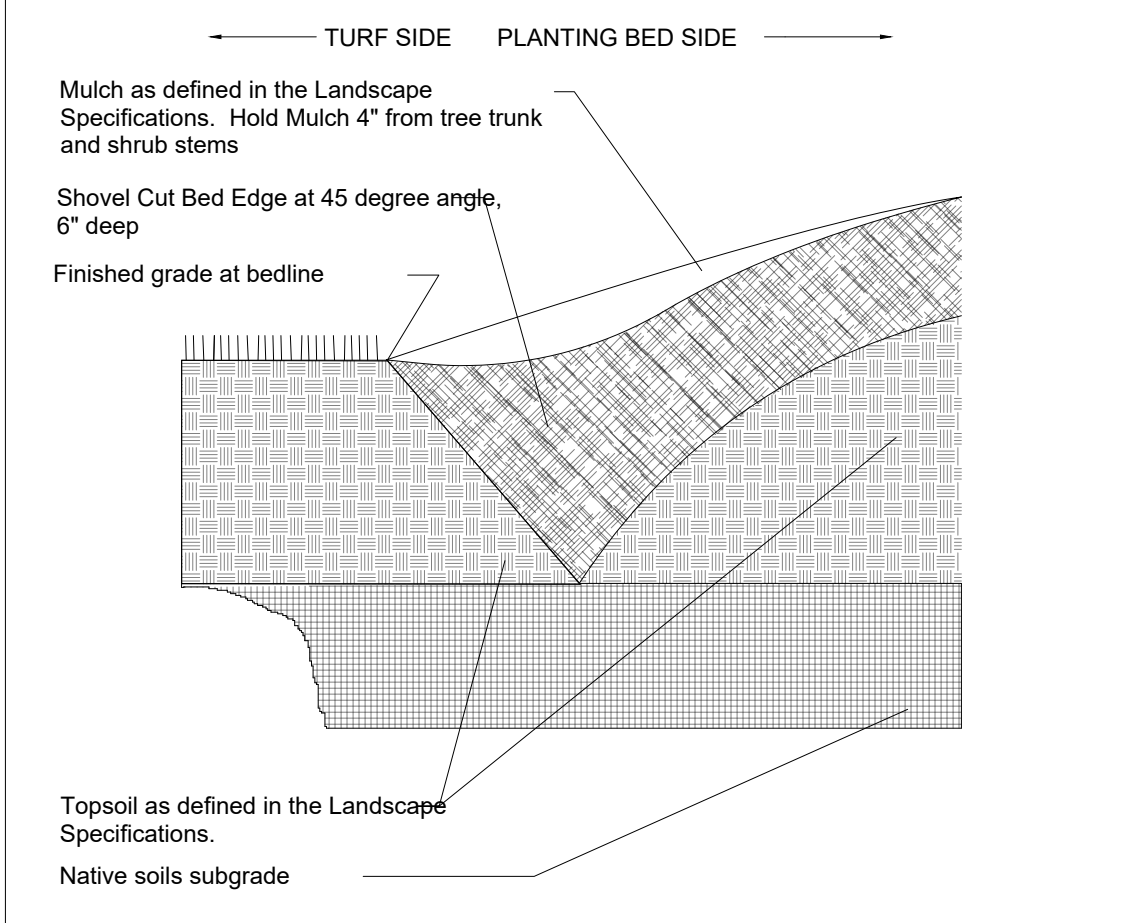 TURF SIDE PLANTING BED SIDE
Mulch as defined in the Landscape
Specifications. Hold Mulch 4" from tree trunk
and shrub stems
Shovel Cut Bed Edge at 45 degree angle,
6" deep
Finished grade at bedline
Topsoil as defined in the Landscape
Specifications.
Native soils subgrade